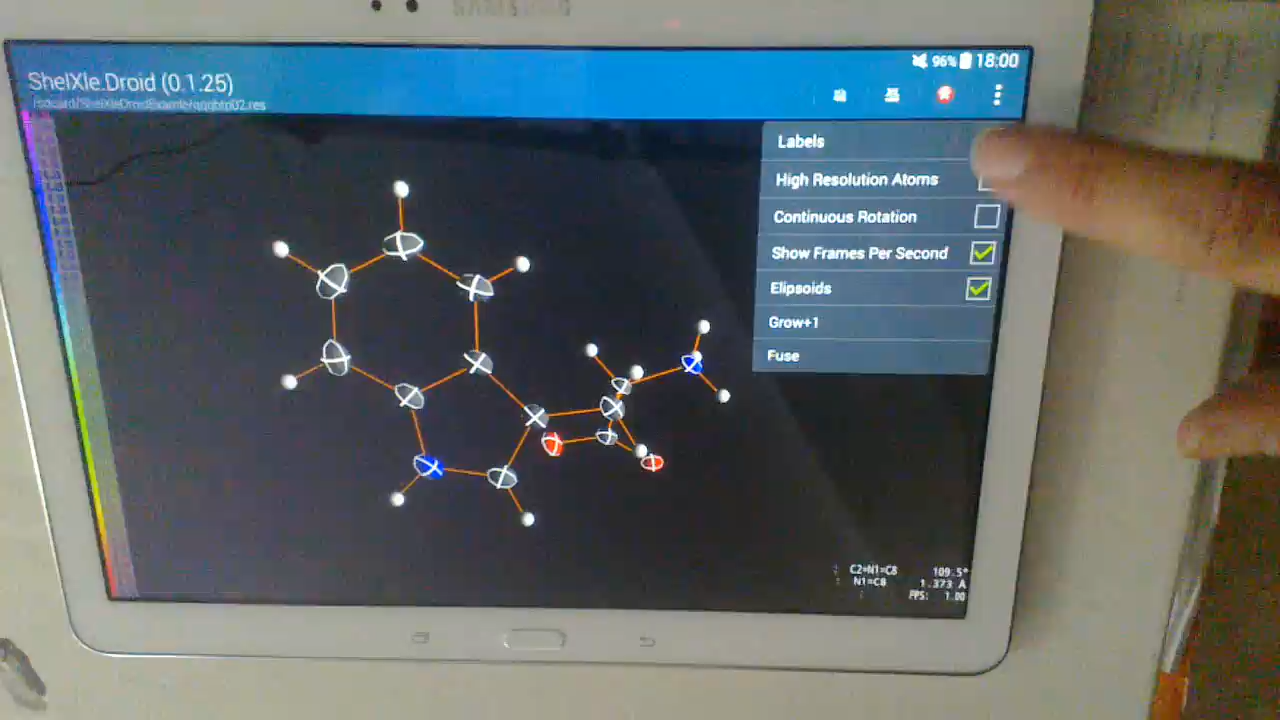 SAMSUNG
96% 18:00
ShelXle.Droid (0.1.25)
Labels
High Resolution Atoms
Continuous Rotation
Show Frames Per Second
Elipsoids
Grow+1
Fuse
C2=N1=C8 109.5°
N1=C8 1.373 A
FPS: 1.00